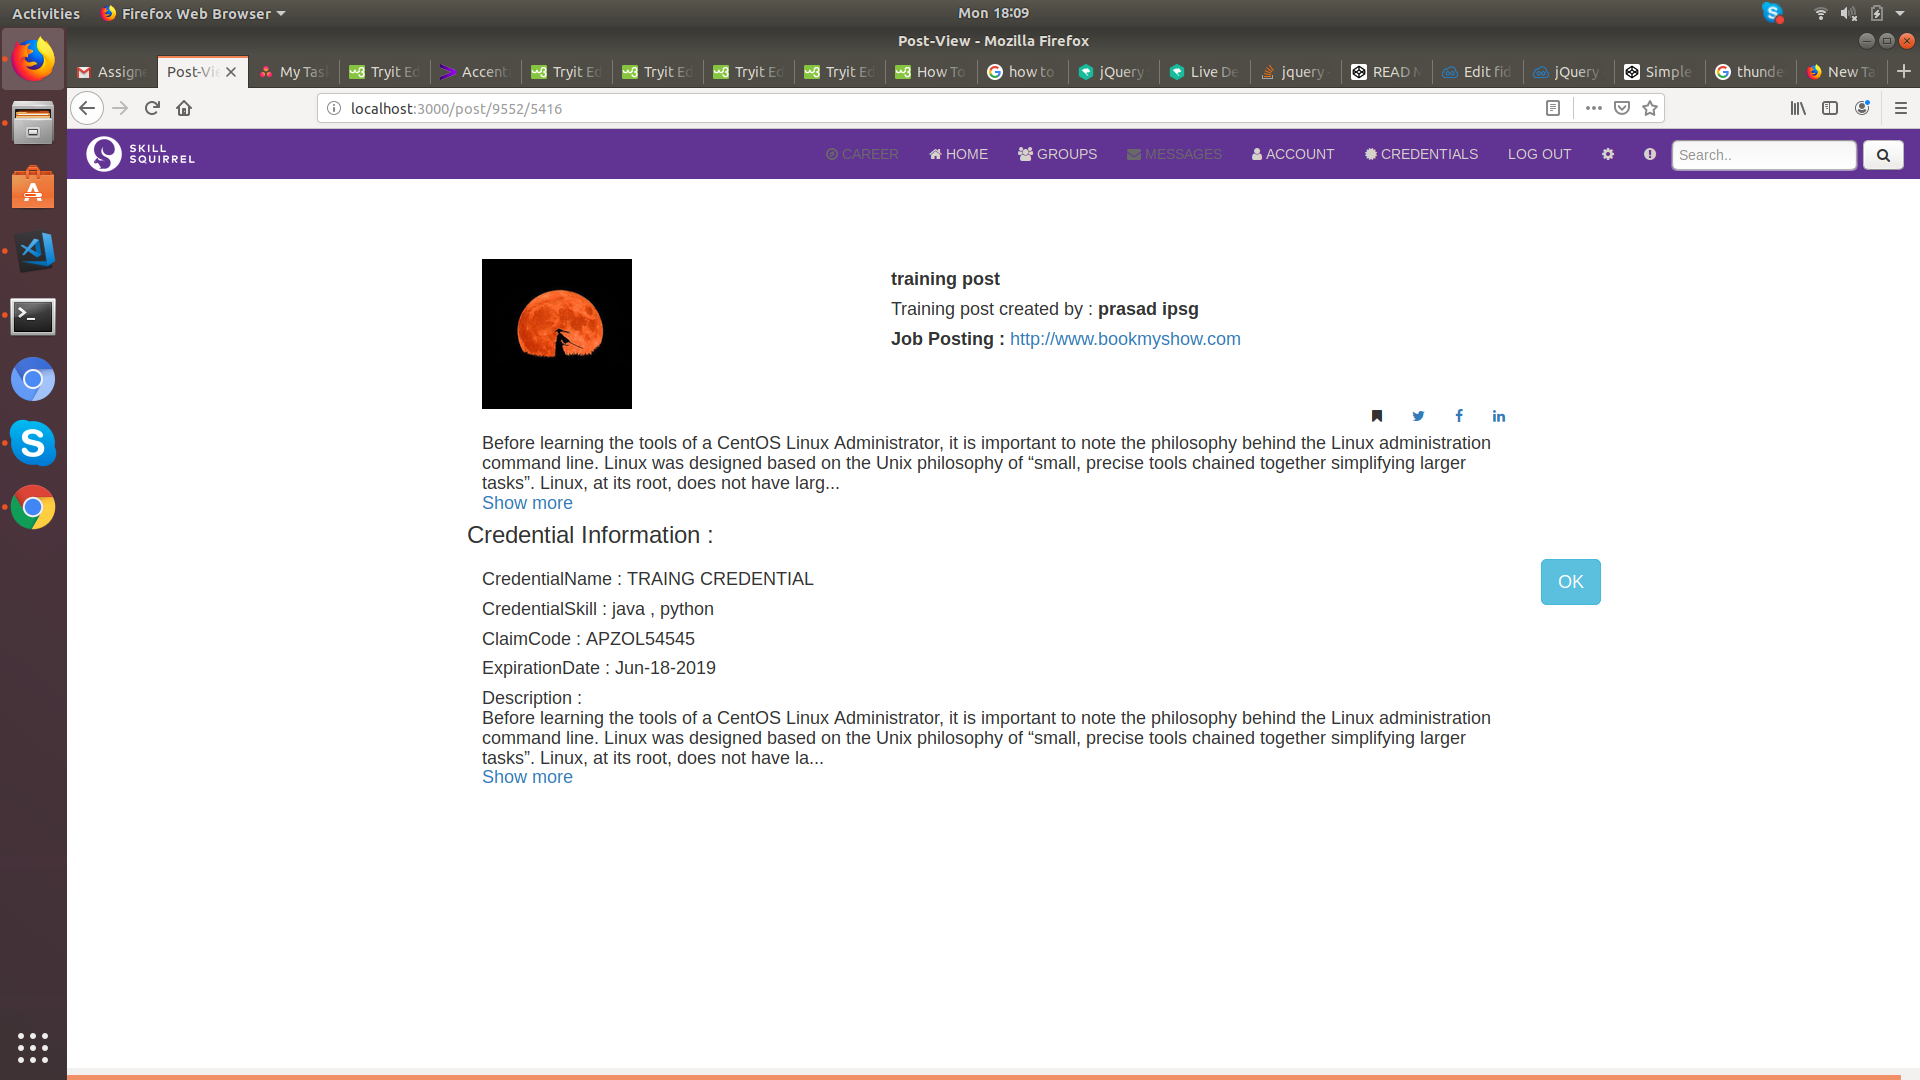 Activities
Firefox Web Browser
Mon 18:09
Post-View - Mozilla Firefox
Assign
Post-Vi
My Tas
Tryit Ed
Accent
Tryit Ed
Tryit Ed
Tryit Ed
Tryit Ed
How To
how to
jQuery
Live De
jquery
READ M
Edit fid
jQuery
Simple
thunde
New Ta
localhost:3000/post/9552/5416
SKILL
SQUIRREL
CAREER
HOME
GROUPS
MESSAGES
ACCOUNT
CREDENTIALS
LOG OUT
Search..
training post
Training post created by : prasad ipsg
Job Posting : http://www.bookmyshow.com
Before learning the tools of a CentOS Linux Administrator, it is important to note the philosophy behind the Linux administration
command line. Linux was designed based on the Unix philosophy of “small, precise tools chained together simplifying larger
tasks”. Linux, at its root, does not have larg...
Show more
Credential Information :
CredentialName : TRAING CREDENTIAL
OK
CredentialSkill : java , python
ClaimCode : APZOL54545
ExpirationDate : Jun-18-2019
Description :
Before learning the tools of a CentOS Linux Administrator, it is important to note the philosophy behind the Linux administration
command line. Linux was designed based on the Unix philosophy of “small, precise tools chained together simplifying larger
tasks”. Linux, at its root, does not have la...
Show more